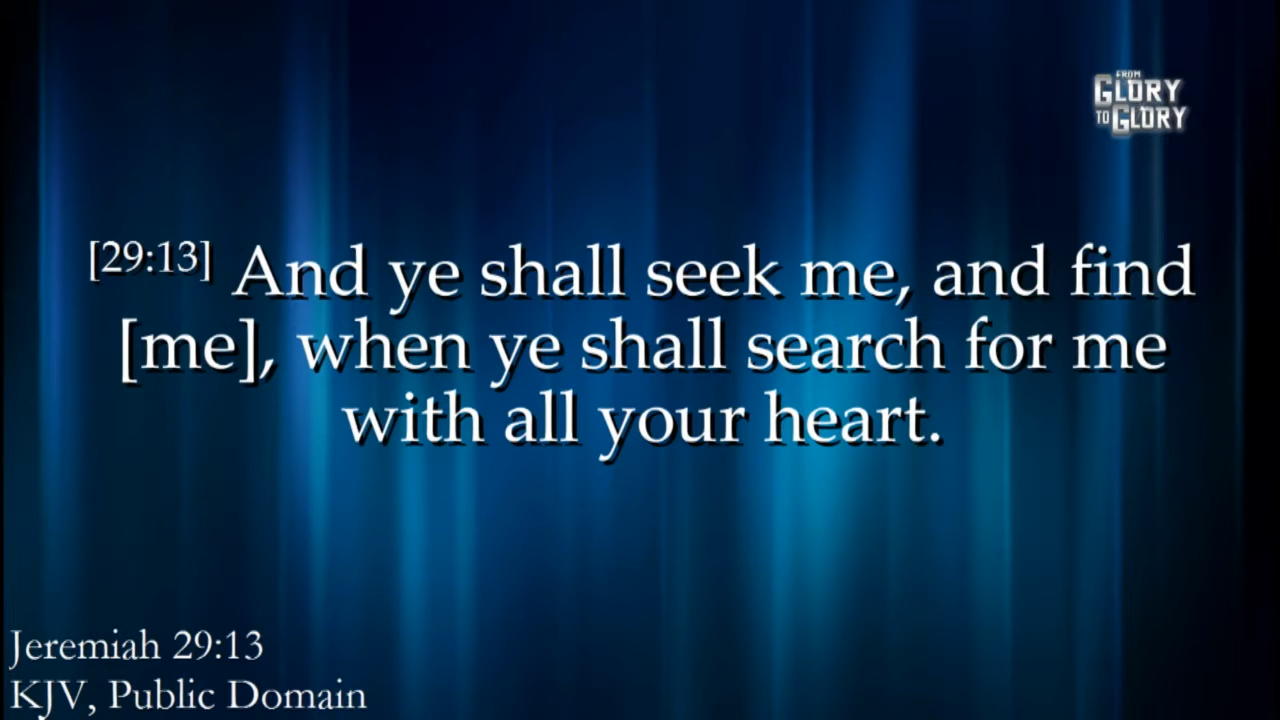 FROM
GLORY
TO GLORY
[29:13] And ye shall seek me, and find
[me], when ye shall search for me
with all your heart.
Jeremiah 29:13
KJV, Public Domain